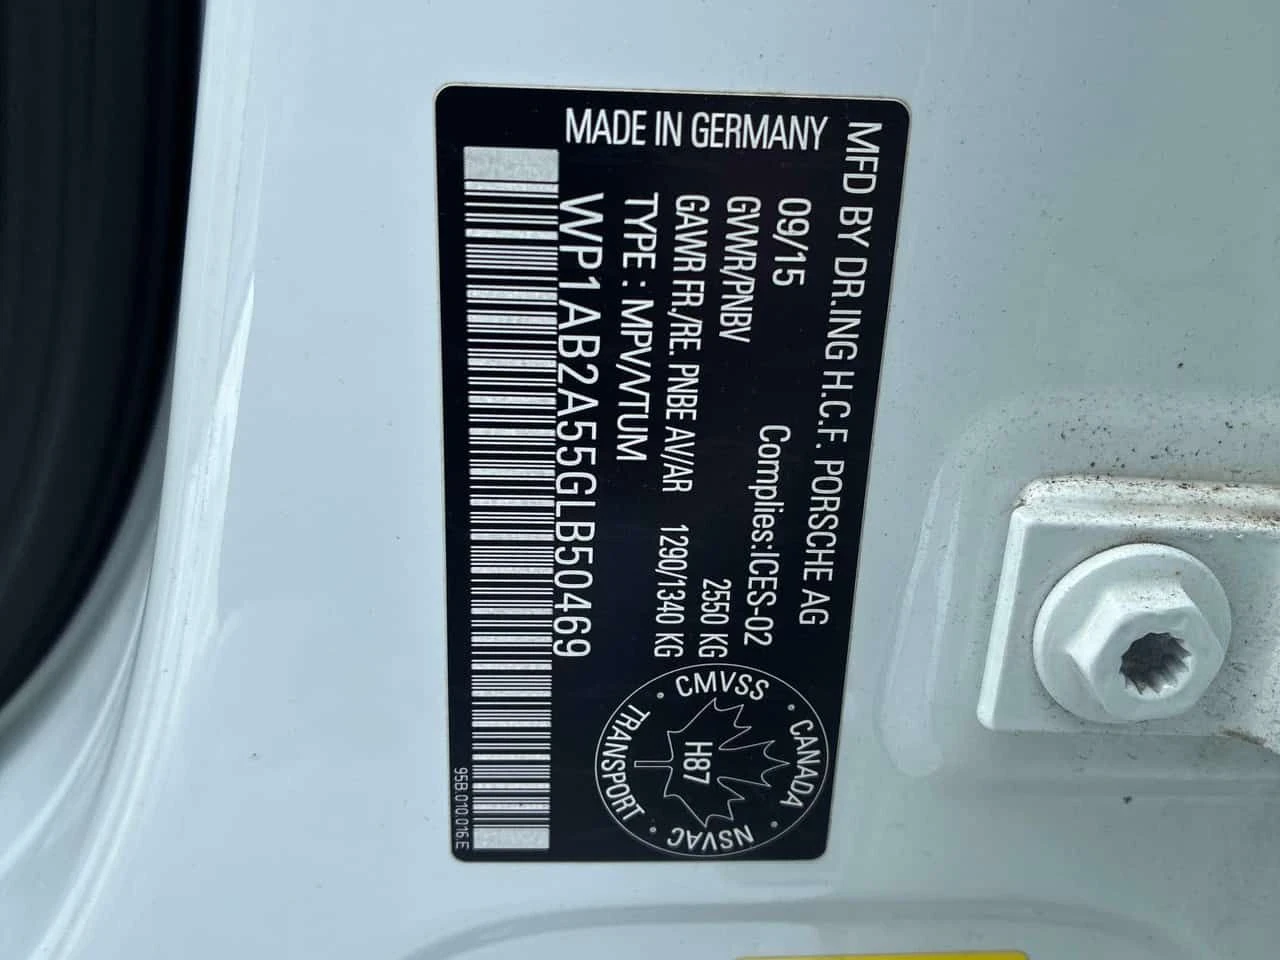 MFD BY DR.ING H.C.F. PORSCHE AG
MADE IN GERMANY
09/15 Complies:ICES-02
GVWR/PNBV 2550 KG
GAWR FR./RE. PNBE AV/AR 1290/1340 KG
TYPE : MPV/VTUM
WP1AB2A55GLB50469
CANADA
CMVSS
TRANSPORT
NSVAC
H87
95B.010.016.E